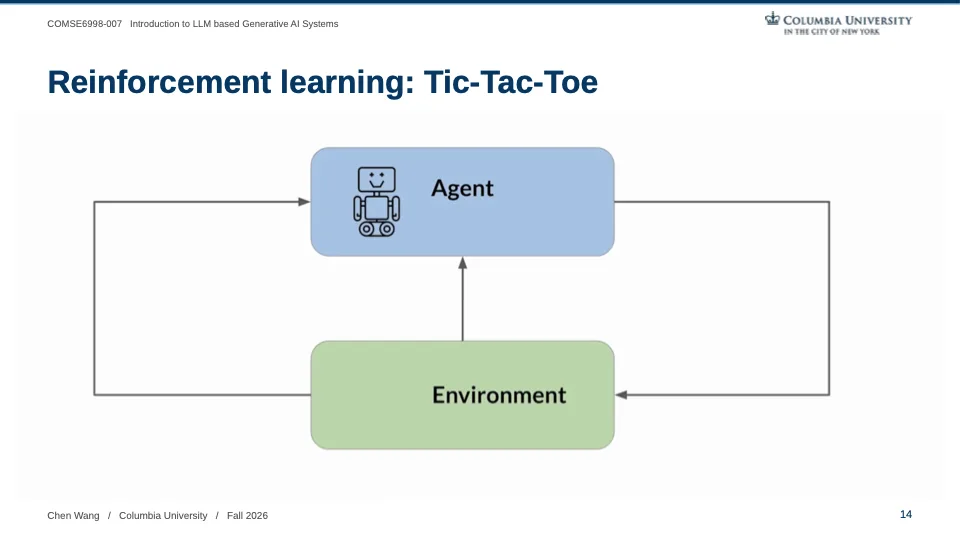 COMSE6998-007 Introduction to LLM based Generative AI Systems
COLUMBIA UNIVERSITY
IN THE CITY OF NEW YORK
Reinforcement learning: Tic-Tac-Toe
Agent
Environment
Chen Wang / Columbia University / Fall 2026
14